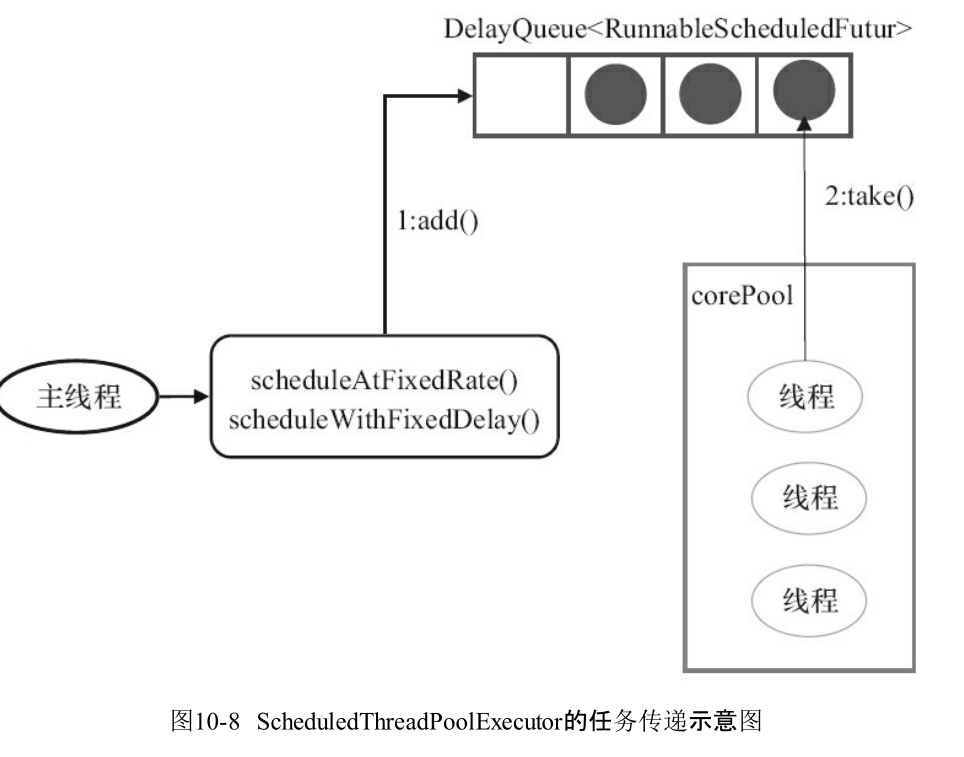 DelayQueue<RunnableScheduledFutur>
1:add()
2:take()
corePool
主线程
scheduleAtFixedRate()
scheduleWithFixedDelay()
线程
线程
线程
图10-8 ScheduledThreadPoolExecutor的任务传递示意图